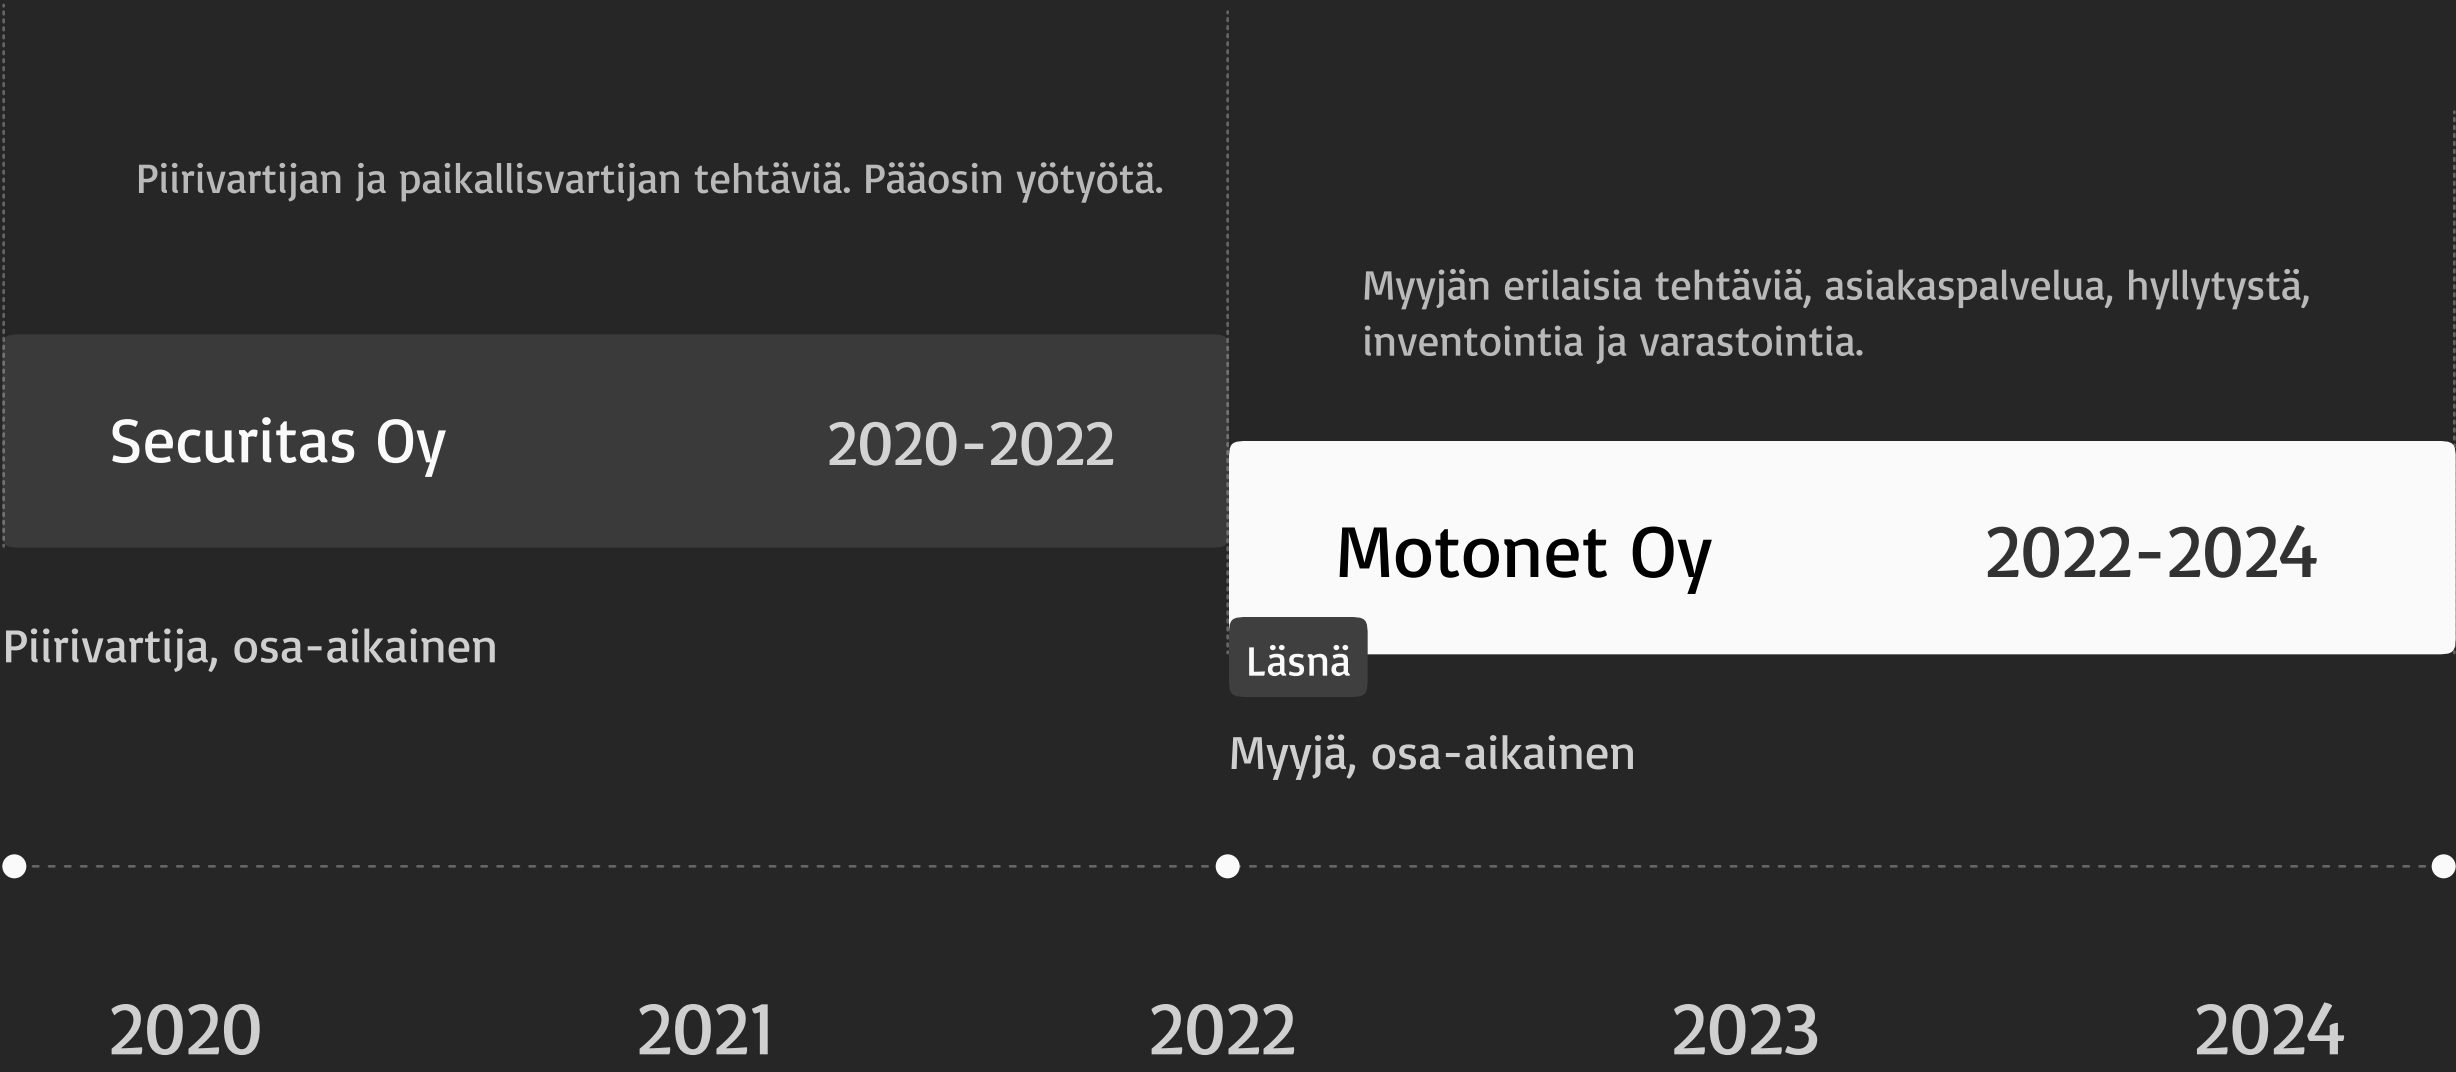 Piirivartijan ja paikallisvartijan tehtäviä. Pääosin yötyötä.
Securitas Oy 2020-2022
Piirivartija, osa-aikainen
Myyjän erilaisia tehtäviä, asiakaspalvelua, hyllytystä,
inventointia ja varastointia.
Motonet Oy 2022-2024
Läsnä
Myyjä, osa-aikainen
2020 2021 2022 2023 2024